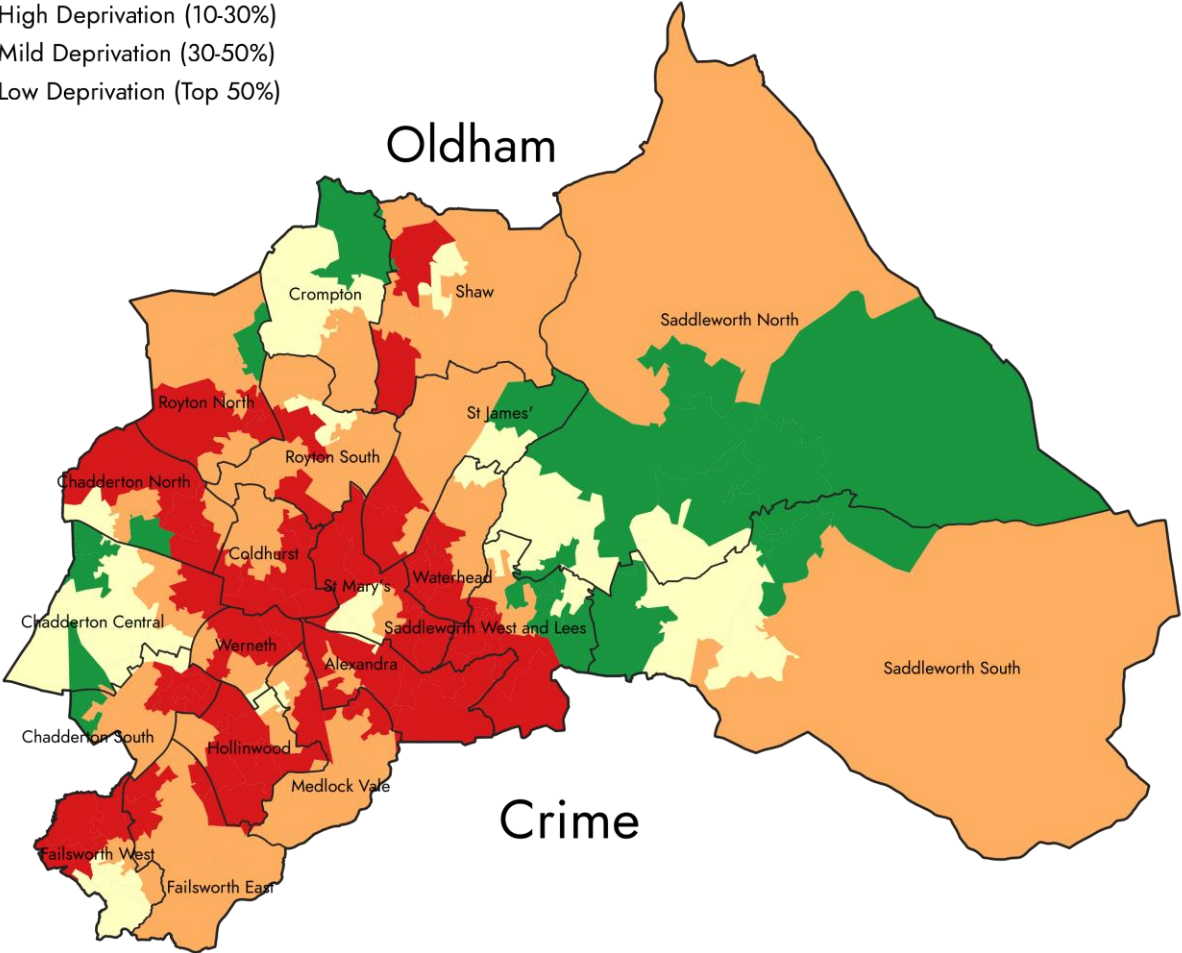 High Deprivation (10-30%)
Mild Deprivation (30-50%)
Low Deprivation (Top 50%)
Oldham
Crompton
Shaw
Saddleworth North
Royton North
St James'
Royton South
Chadderton North
Coldhurst
St Mary's
Waterhead
Chadderton Central
Saddleworth West and Lees
Werneth
Alexandra
Saddleworth South
Chadderton South
Hollinwood
Medlock Vale
Crime
Failsworth West
Failsworth East